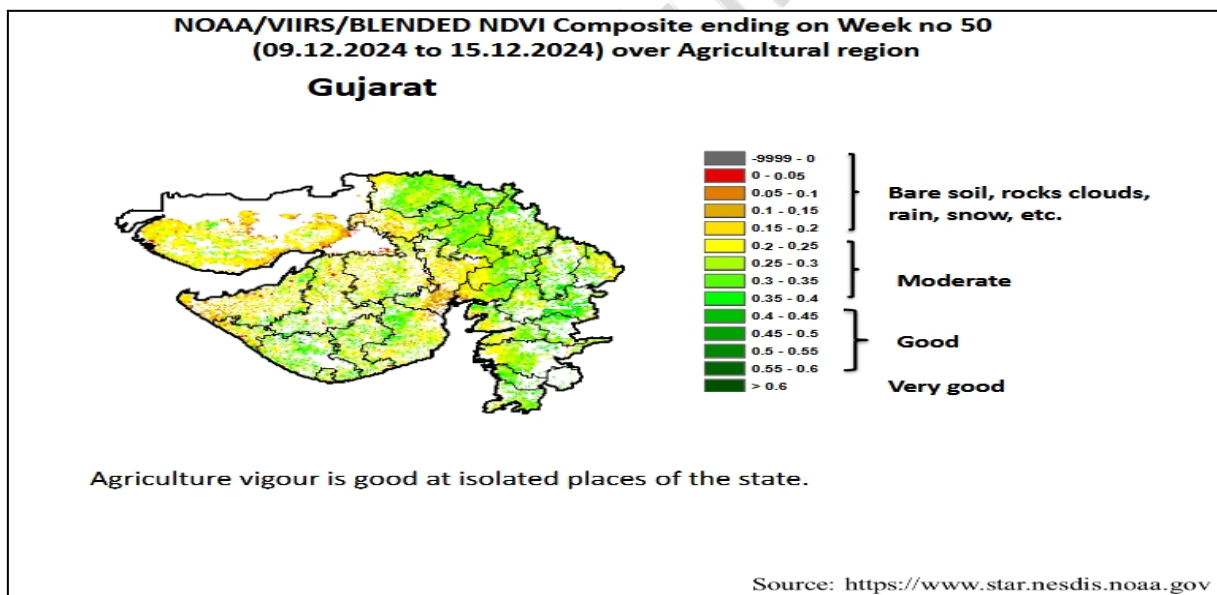 NOAA/VIIRS/BLENDED NDVI Composite ending on Week no 50
(09.12.2024 to 15.12.2024) over Agricultural region
Gujarat
-9999 - 0
0 - 0.05
0.05 - 0.1
0.1 - 0.15
0.15 - 0.2
0.2 - 0.25
0.25 - 0.3
0.3 - 0.35
0.35 - 0.4
0.4 - 0.45
0.45 - 0.5
0.5 - 0.55
0.55 - 0.6
> 0.6
Bare soil, rocks clouds,
rain, snow, etc.
Moderate
Good
Very good
Agriculture vigour is good at isolated places of the state.
Source: https://www.star.nesdis.noaa.gov